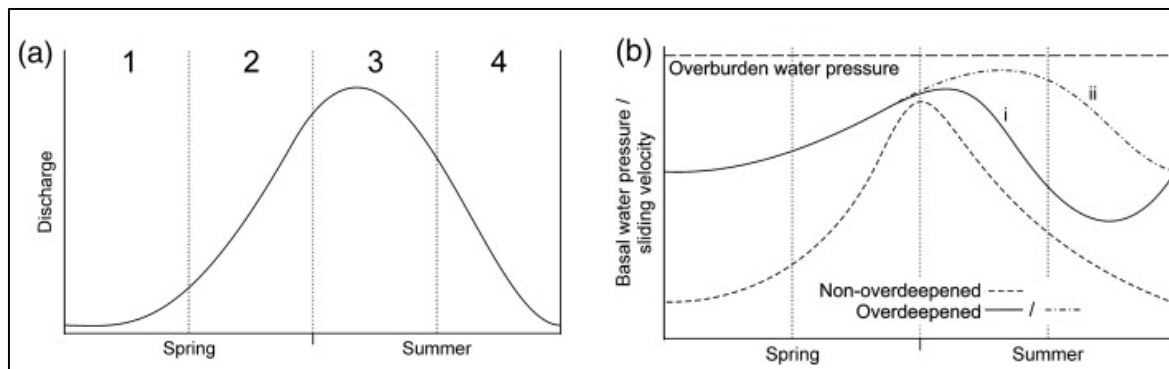 (a)
1 2 3 4
Discharge
Spring Summer
(b)
Overburden water pressure
i
ii
Basal water pressure /
sliding velocity
Non-overdeepened
Overdeepened /
Spring Summer